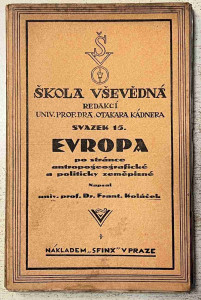 ŠKOLA VŠEVĚDNÁ
REDAKCÍ
UNIV. PROF. DRA. OTAKARA KÁDNERA
SVAZEK 15.
EVROPA
po stránce
antropogeografické
a politicky zeměpisné
Napsal
univ. prof. Dr. Frant. Koláček
NÁKLADEM „SFINX“ V PRAZE